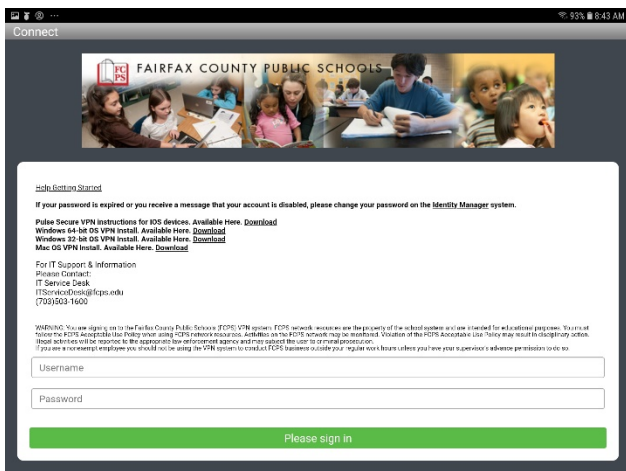 93% 8:43 AM
Connect
FC
PS
FAIRFAX COUNTY PUBLIC SCHOOLS
Help Getting Started
If your password is expired or you receive a message that your account is disabled, please change your password on the Identity Manager system.
Pulse Secure VPN instructions for IOS devices. Available Here. Download
Windows 64-bit OS VPN Install. Available Here. Download
Windows 32-bit OS VPN Install. Available Here. Download
Mac OS VPN Install. Available Here. Download
For IT Support & Information
Please Contact:
IT Service Desk
ITServiceDesk@fcps.edu
(703)503-1600
WARNING: You are signing on to the Fairfax County Public Schools (FCPS) VPN system. FCPS network resources are the property of the school system and are intended for educational purposes. You must
follow the FCPS Acceptable Use Policy when using FCPS network resources. Activities on the FCPS network may be monitored. Violation of the FCPS Acceptable Use Policy may result in disciplinary action.
Illegal activities will be reported to the appropriate law enforcement agency and may subject the user to criminal prosecution.
If you are a nonexempt employee you should not be using the VPN system to conduct FCPS business outside your regular work hours unless you have your supervisor's advance permission to do so.
Username
Password
Please sign in